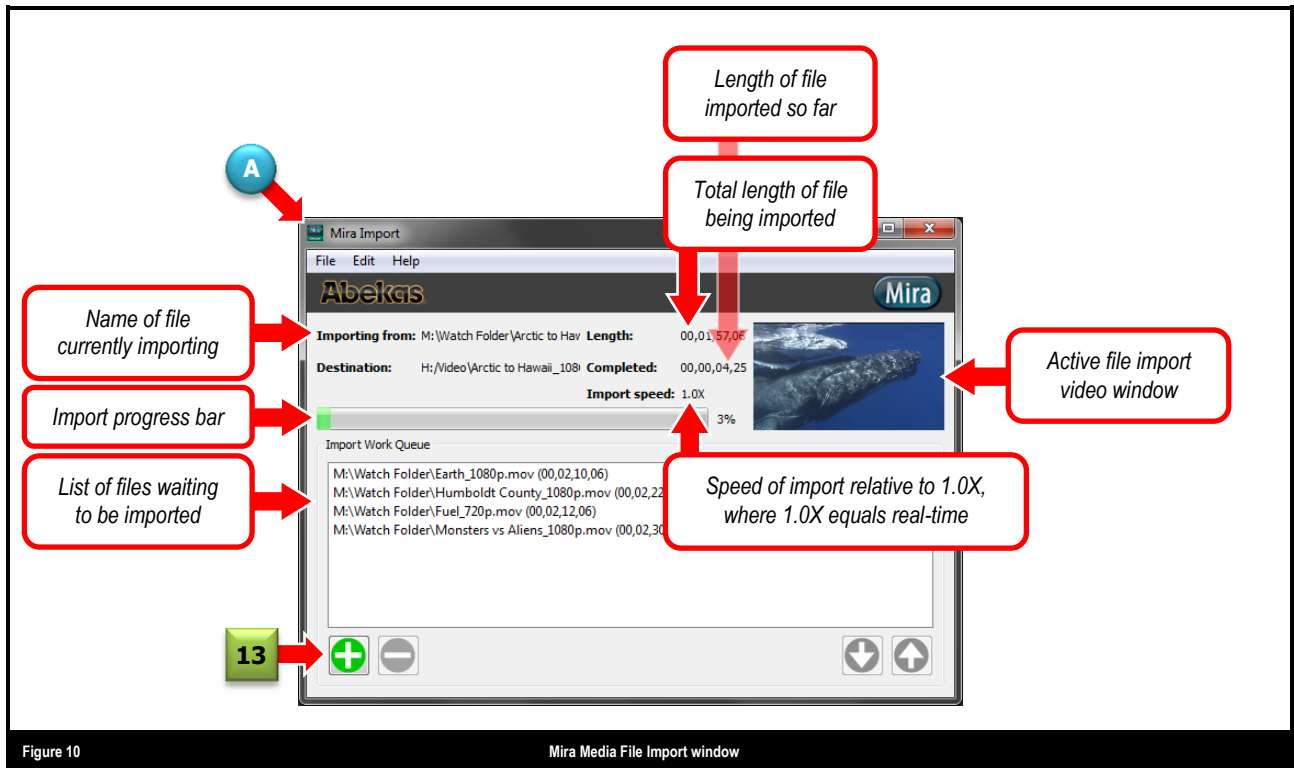 Length of file
imported so far
A
Total length of file
being imported
Mira Import
File Edit Help
Abekas
Mira
Name of file
currently importing
Importing from: M:\Watch Folder\Arctic to Hav Length: 00,01,57,06
Destination: H:/Video\Arctic to Hawaii_108 Completed: 00,00,04,25
Import speed: 1.0X
Active file import
video window
Import progress bar
3%
Import Work Queue
List of files waiting
to be imported
M:\Watch Folder\Earth_1080p.mov (00,02,10,06)
M:\Watch Folder\Humboldt County_1080p.mov (00,02,22
M:\Watch Folder\Fuel_720p.mov (00,02,12,06)
M:\Watch Folder\Monsters vs Aliens_1080p.mov (00,02,30
Speed of import relative to 1.0X,
where 1.0X equals real-time
13
Figure 10 Mira Media File Import window